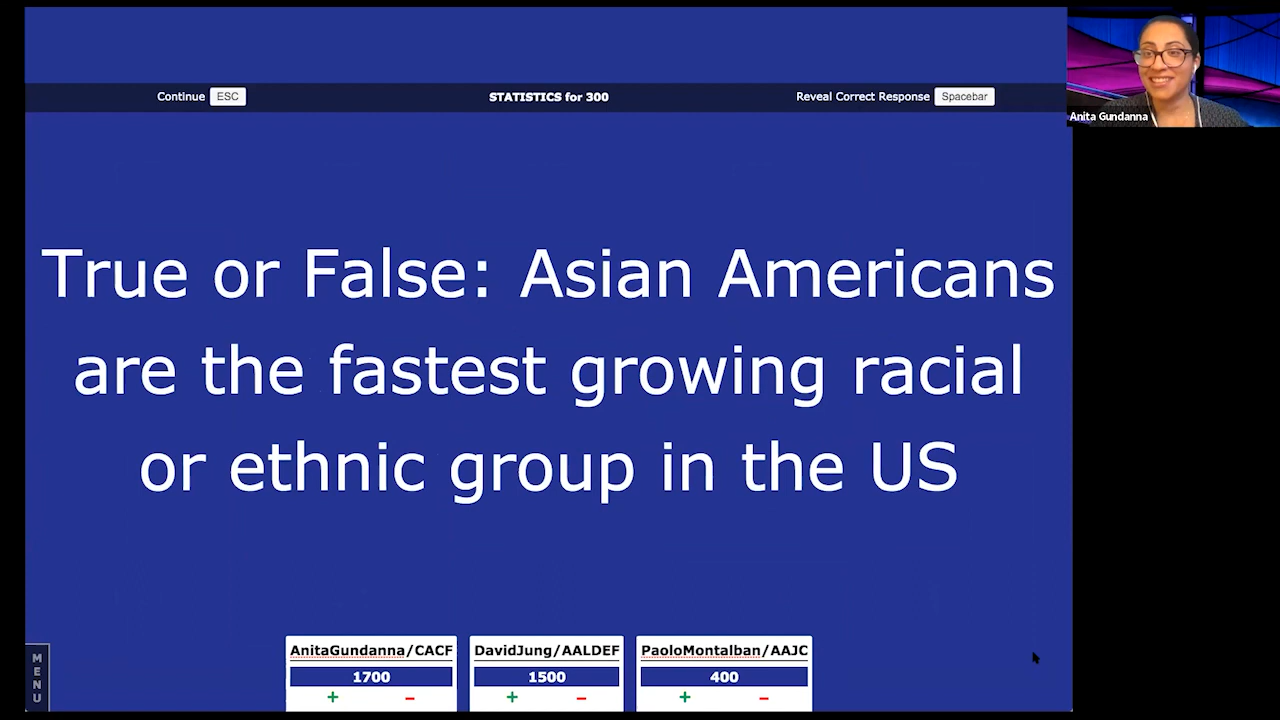 Continue ESC STATISTICS for 300 Reveal Correct Response Spacebar
Anita Gundanna
True or False: Asian Americans
are the fastest growing racial
or ethnic group in the US
MENU
AnitaGundanna/CACF DavidJung/AALDEF PaoloMontalban/AAJC
1700 1500 400
+ − + − + −